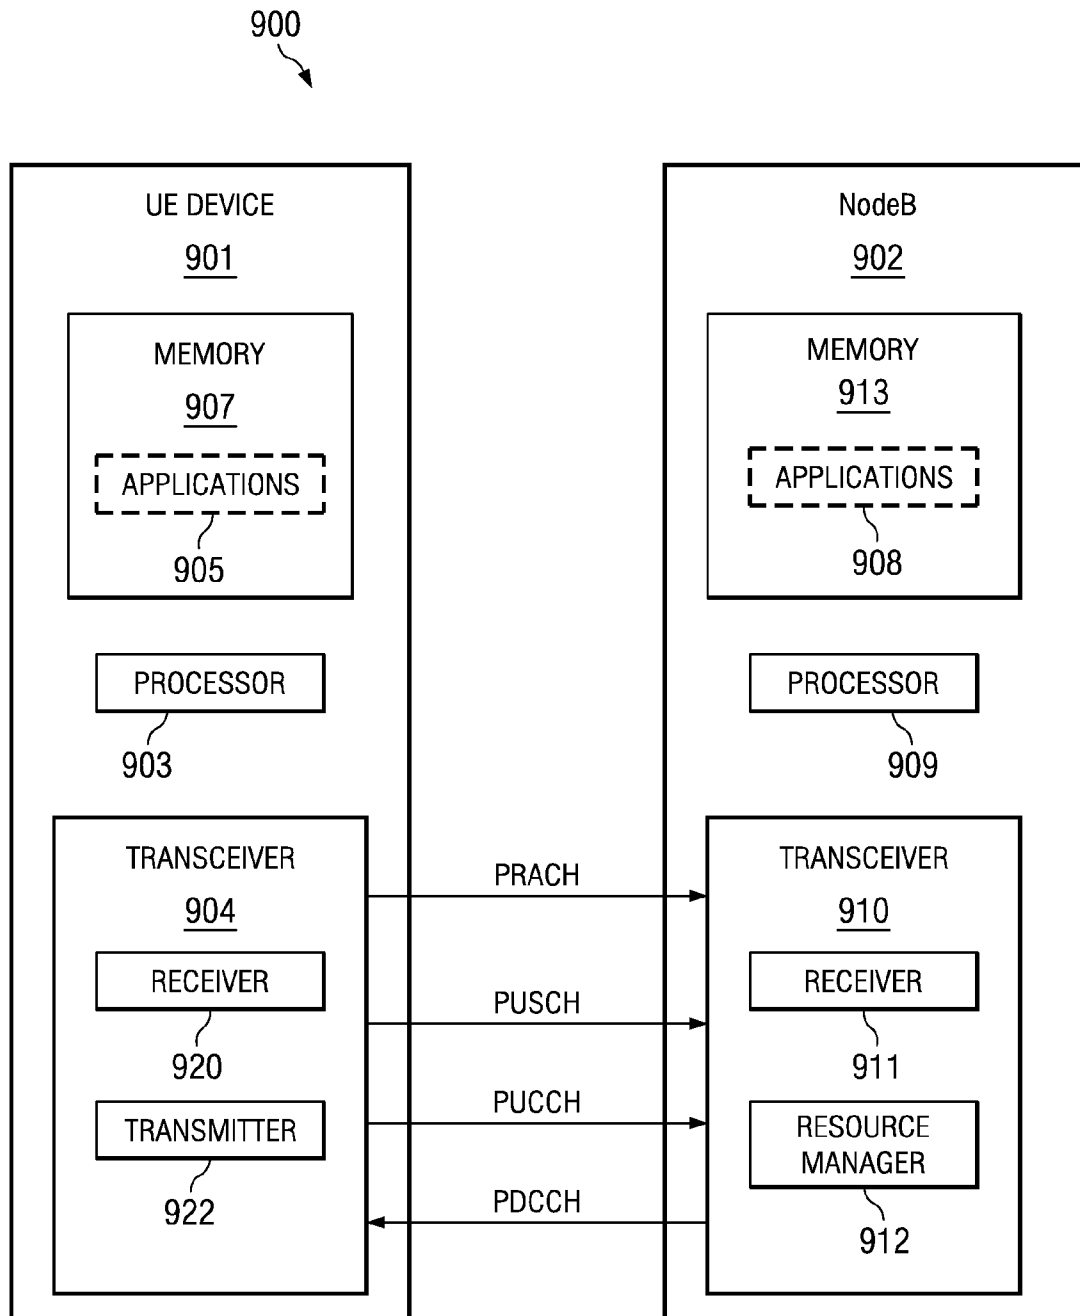 900
UE DEVICE
901
MEMORY
907
APPLICATIONS
905
PROCESSOR
903
TRANSCEIVER
904
RECEIVER
920
TRANSMITTER
922
PRACH
PUSCH
PUCCH
PDCCH
NodeB
902
MEMORY
913
APPLICATIONS
908
PROCESSOR
909
TRANSCEIVER
910
RECEIVER
911
RESOURCE
MANAGER
912